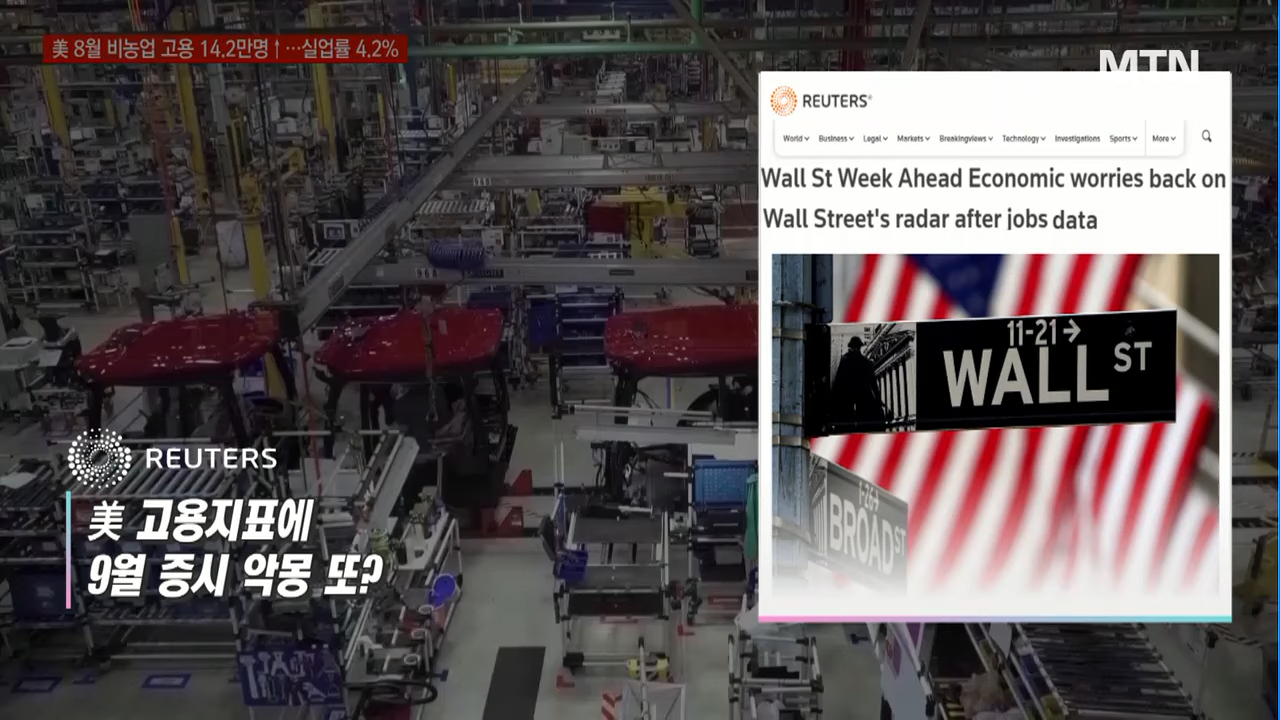 美 8월 비농업 고용 14.2만명↑…실업률 4.2%
MTN
REUTERS
World Business Legal Markets Breakingviews Technology Investigations Sports More
Wall St Week Ahead Economic worries back on
Wall Street's radar after jobs data
11-21→
WALL ST
1-26→
BROAD ST
96A
REUTERS
美 고용지표에
9월 증시 악몽 또?